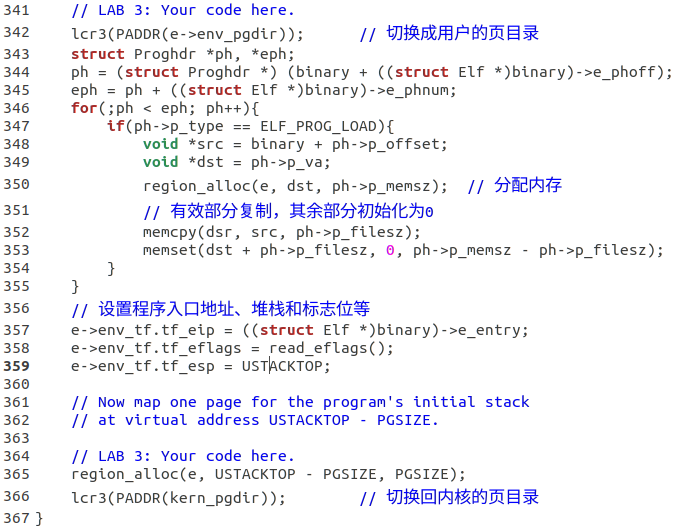 341 // LAB 3: Your code here.
342 lcr3(PADDR(e->env_pgdir)); // 切换成用户的页目录
343 struct Proghdr *ph, *eph;
344 ph = (struct Proghdr *) (binary + ((struct Elf *)binary)->e_phoff);
345 eph = ph + ((struct Elf *)binary)->e_phnum;
346 for(;ph < eph; ph++){
347 if(ph->p_type == ELF_PROG_LOAD){
348 void *src = binary + ph->p_offset;
349 void *dst = ph->p_va;
350 region_alloc(e, dst, ph->p_memsz); // 分配内存
351 // 有效部分复制，其余部分初始化为0
352 memcpy(dsr, src, ph->p_filesz);
353 memset(dst + ph->p_filesz, 0, ph->p_memsz - ph->p_filesz);
354 }
355 }
356 // 设置程序入口地址、堆栈和标志位等
357 e->env_tf.tf_eip = ((struct Elf *)binary)->e_entry;
358 e->env_tf.tf_eflags = read_eflags();
359 e->env_tf.tf_esp = USTACKTOP;
360
361 // Now map one page for the program's initial stack
362 // at virtual address USTACKTOP - PGSIZE.
363
364 // LAB 3: Your code here.
365 region_alloc(e, USTACKTOP - PGSIZE, PGSIZE);
366 lcr3(PADDR(kern_pgdir)); // 切换回内核的页目录
367 }